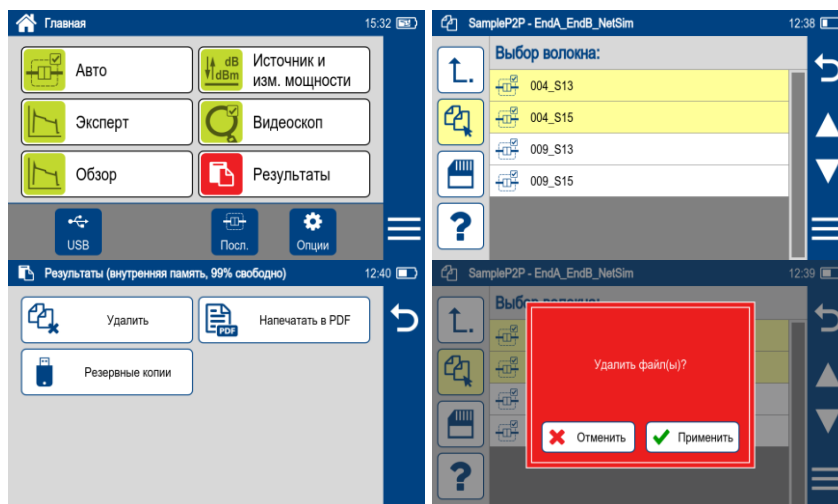 Главная
15:32
Авто
dB
dBm
Источник и
изм. мощности
Эксперт
Видеоскоп
Обзор
Результаты
USB
Посл.
Опции
SampleP2P - EndA_EndB_NetSim
12:38
Выбор волокна:
004_S13
004_S15
009_S13
009_S15
?
Результаты (внутренняя память, 99% свободно)
12:40
Удалить
PDF
Напечатать в PDF
Резервные копии
SampleP2P - EndA_EndB_NetSim
12:39
Удалить файл(ы)?
Отменить
Применить
?